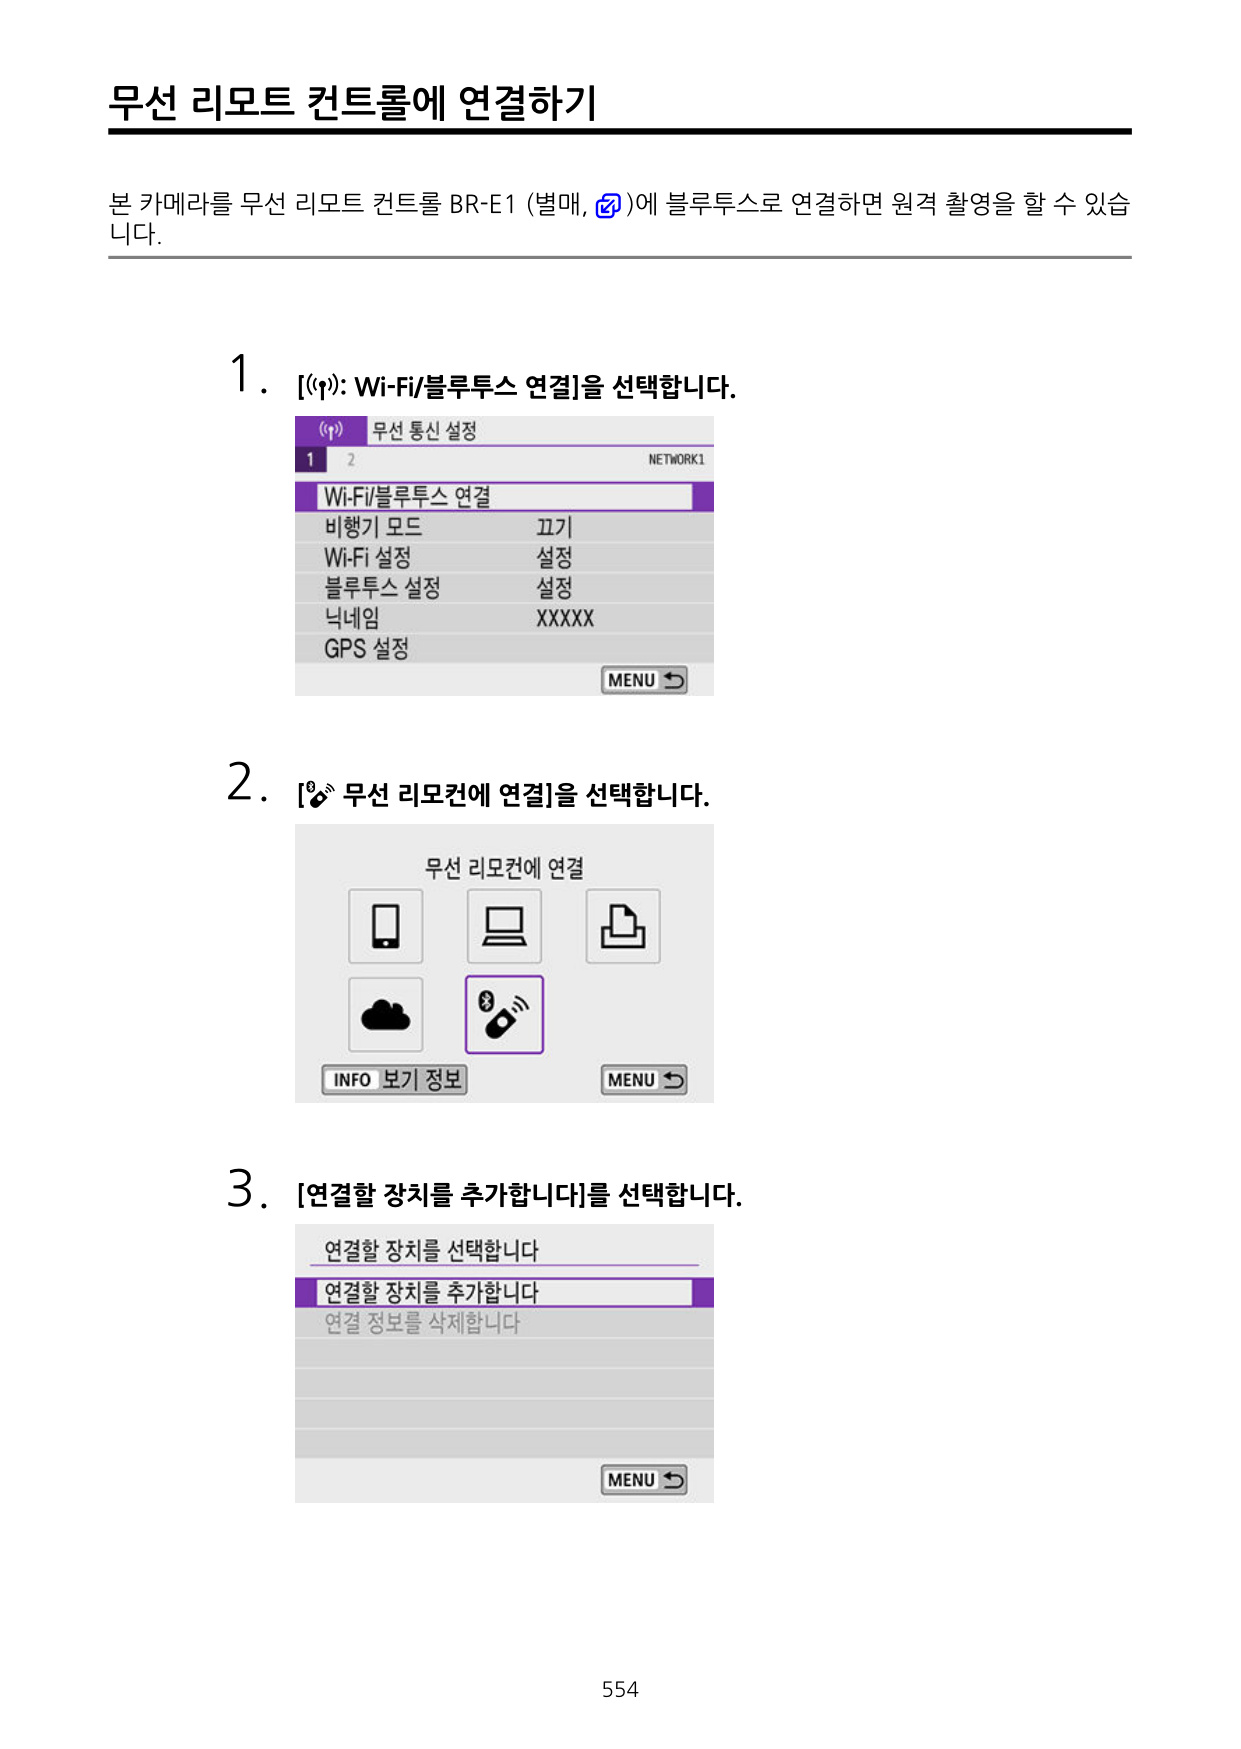 무선 리모트 컨트롤에 연결하기
본 카메라를 무선 리모트 컨트롤 BR-E1 (별매, )에 블루투스로 연결하면 원격 촬영을 할 수 있습
니다.
1. [: Wi-Fi/블루투스 연결]을 선택합니다.
무선 통신 설정
1 2 NETWORK1
Wi-Fi/블루투스 연결
비행기 모드 끄기
Wi-Fi 설정 설정
블루투스 설정 설정
닉네임 XXXXX
GPS 설정
MENU
2. [ 무선 리모컨에 연결]을 선택합니다.
무선 리모컨에 연결
INFO 보기 정보 MENU
3. [연결할 장치를 추가합니다]를 선택합니다.
연결할 장치를 선택합니다
연결할 장치를 추가합니다
연결 정보를 삭제합니다
MENU
554